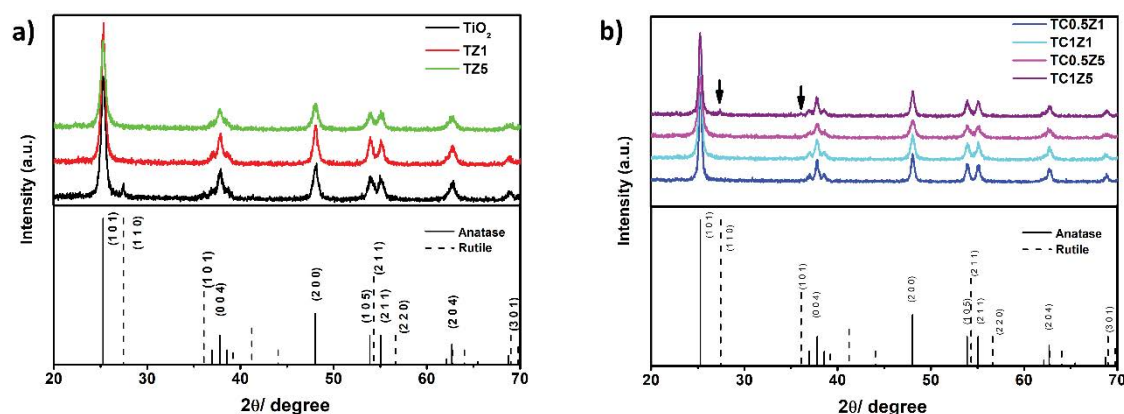 a)
TiO₂
TZ1
TZ5
Intensity (a.u.)
(1 0 1)
(1 1 0)
(1 0 1)
(0 0 4)
(2 0 0)
(1 0 5)
(2 1 1)
(2 1 1)
(2 2 0)
(2 0 4)
(3 0 1)
Anatase
Rutile
20 30 40 50 60 70
2θ/ degree
b)
TC0.5Z1
TC1Z1
TC0.5Z5
TC1Z5
Intensity (a.u.)
(1 0 1)
(1 1 0)
(1 0 1)
(0 0 4)
(2 0 0)
(1 0 5)
(2 1 1)
(2 1 1)
(2 2 0)
(2 0 4)
(3 0 1)
Anatase
Rutile
20 30 40 50 60 70
2θ/ degree